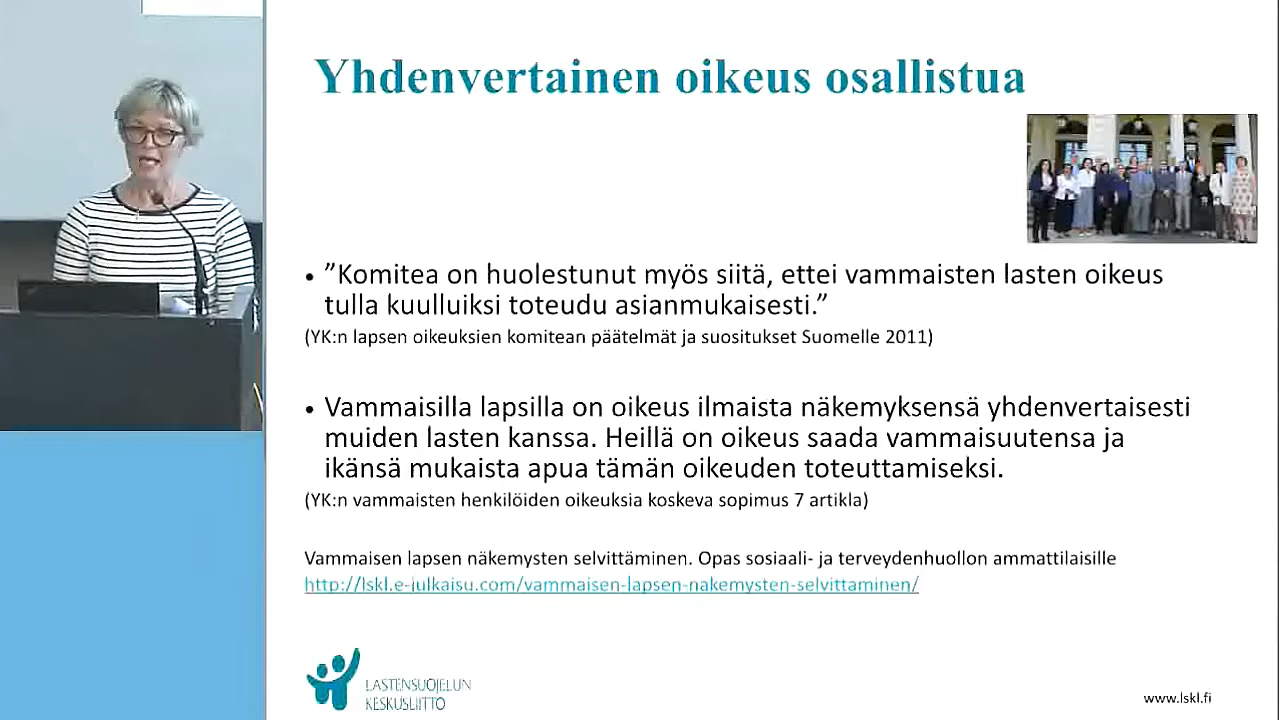 Yhdenvertainen oikeus osallistua
• ”Komitea on huolestunut myös siitä, ettei vammaisten lasten oikeus
tulla kuulluiksi toteudu asianmukaisesti.”
(YK:n lapsen oikeuksien komitean päätelmät ja suositukset Suomelle 2011)
• Vammaisilla lapsilla on oikeus ilmaista näkemyksensä yhdenvertaisesti
muiden lasten kanssa. Heillä on oikeus saada vammaisuutensa ja
ikänsä mukaista apua tämän oikeuden toteuttamiseksi.
(YK:n vammaisten henkilöiden oikeuksia koskeva sopimus 7 artikla)
Vammaisen lapsen näkemysten selvittäminen. Opas sosiaali- ja terveydenhuollon ammattilaisille
http://lskl.e-julkaisu.com/vammaisen-lapsen-nakemysten-selvittaminen/
LASTENSUOJELUN
KESKUSLIITTO
www.lskl.fi